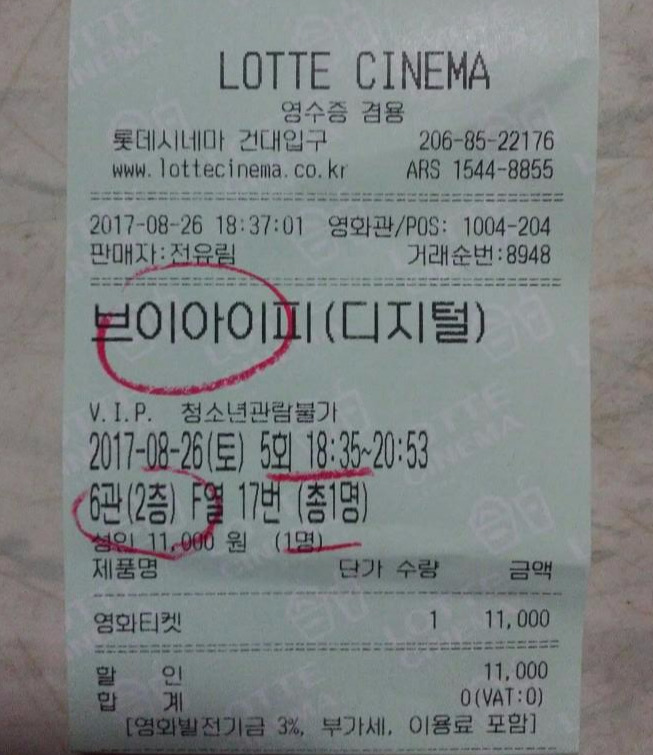 LOTTE CINEMA
영수증 겸용
롯데시네마 건대입구 206-85-22176
www.lottecinema.co.kr ARS 1544-8855
2017-08-26 18:37:01 영화관/POS: 1004-204
판매자:전유림 거래순번:8948
브이아이피(디지털)
V.I.P. 청소년관람불가
2017-08-26(토) 5회 18:35~20:53
6관(2층) F열 17번 (총1명)
성인 11,000 원 (1명)
제품명 단가 수량 금액
영화티켓 1 11,000
할 인 11,000
합 계 0(VAT:0)
[영화발전기금 3%, 부가세, 이용료 포함]